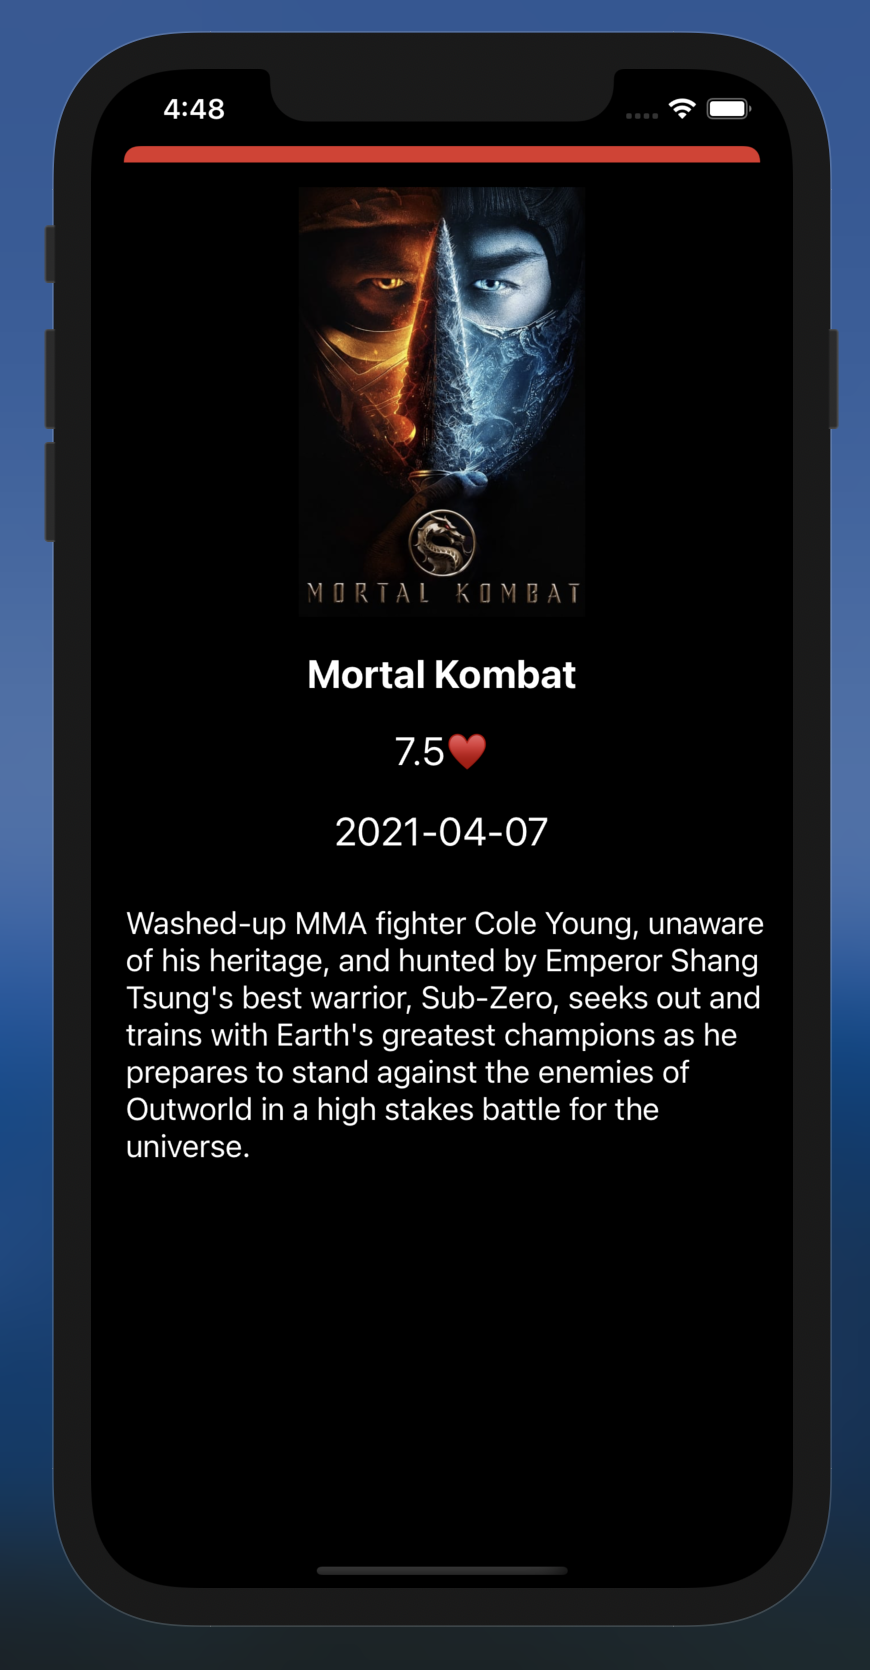 4:48
MORTAL KOMBAT
Mortal Kombat
7.5♥️
2021-04-07
Washed-up MMA fighter Cole Young, unaware
of his heritage, and hunted by Emperor Shang
Tsung's best warrior, Sub-Zero, seeks out and
trains with Earth's greatest champions as he
prepares to stand against the enemies of
Outworld in a high stakes battle for the
universe.